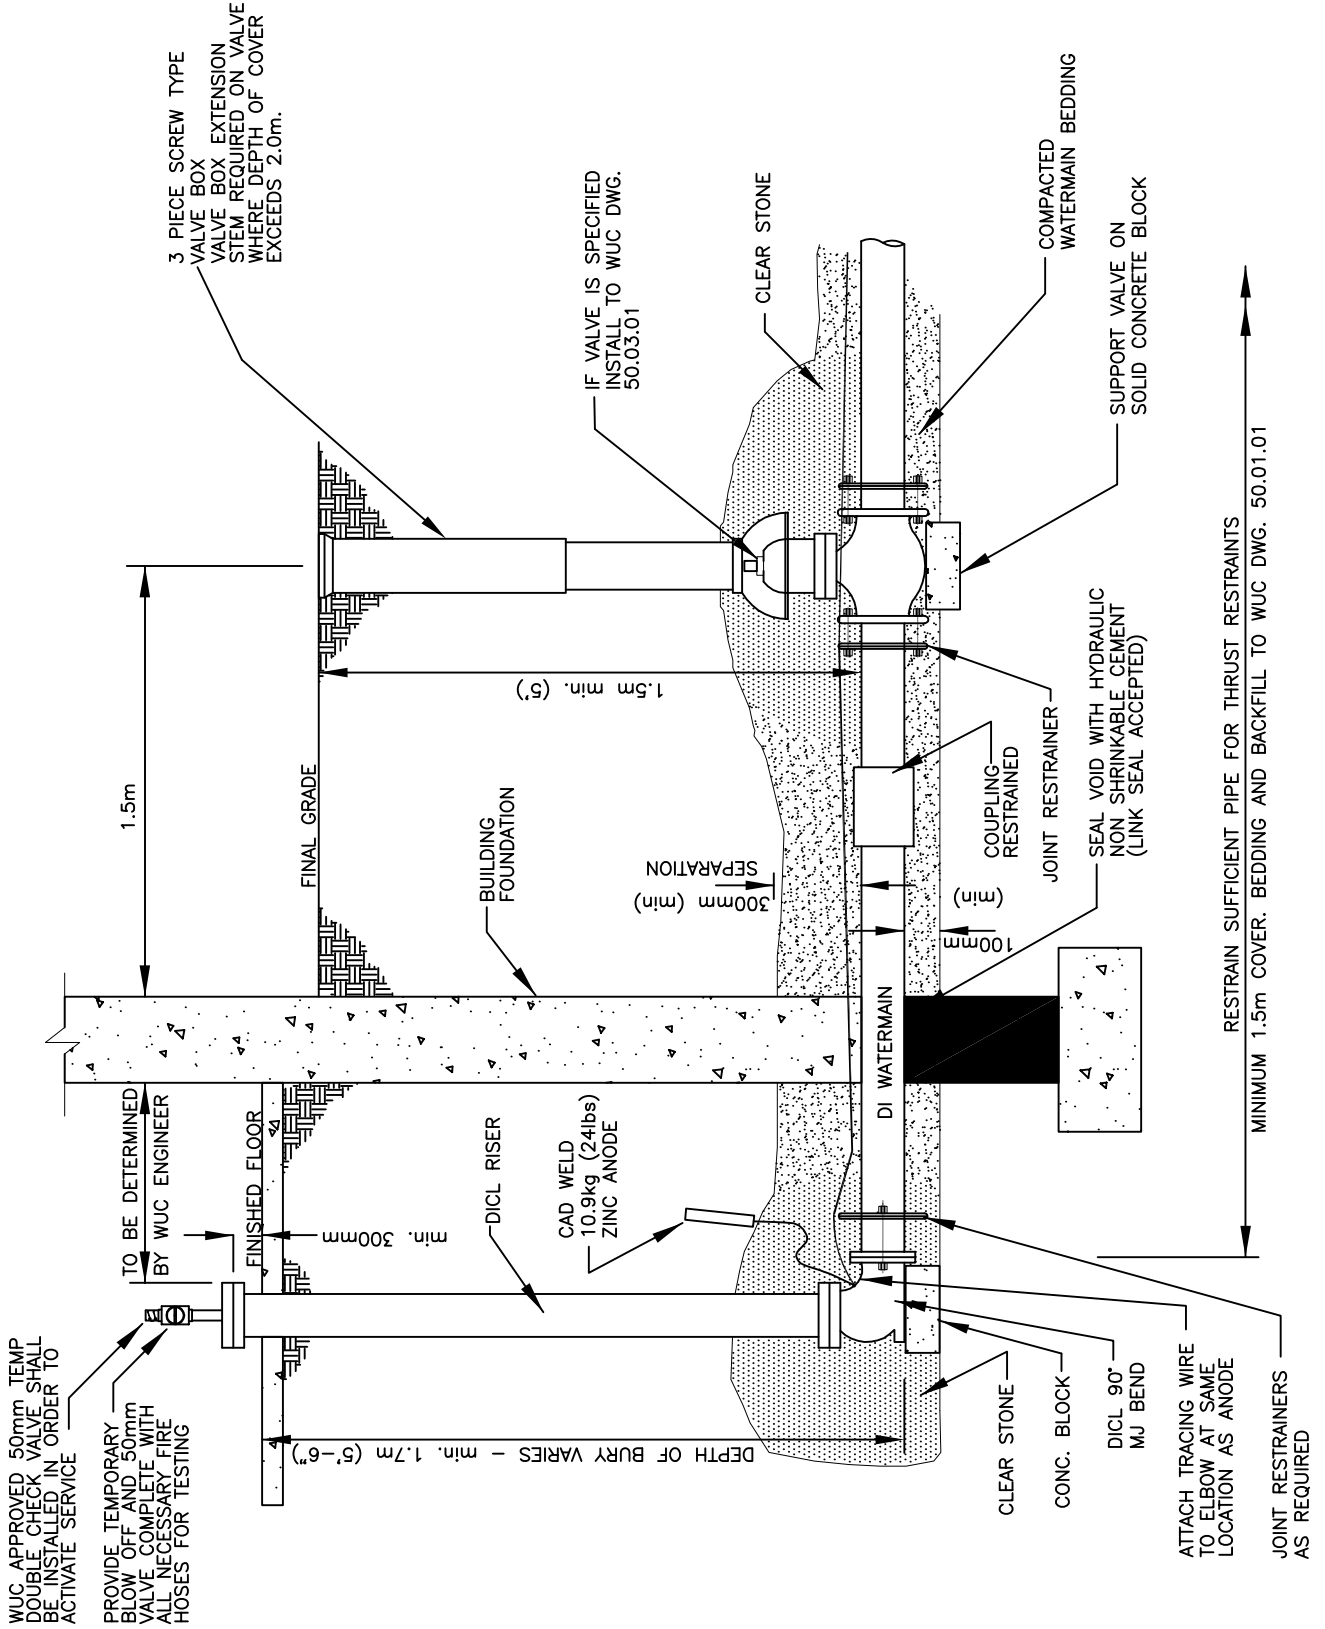 WUC APPROVED 50mm TEMP
DOUBLE CHECK VALVE SHALL
BE INSTALLED IN ORDER TO
ACTIVATE SERVICE
PROVIDE TEMPORARY
BLOW OFF AND 50mm
VALVE COMPLETE WITH
ALL NECESSARY FIRE
HOSES FOR TESTING
TO BE DETERMINED
BY WUC ENGINEER
1.5m
3 PIECE SCREW TYPE
VALVE BOX
VALVE BOX EXTENSION
STEM REQUIRED ON VALVE
WHERE DEPTH OF COVER
EXCEEDS 2.0m.
FINISHED FLOOR
min. 300mm
FINAL GRADE
DEPTH OF BURY VARIES - min. 1.7m (5'-6")
DICL RISER
BUILDING
FOUNDATION
1.5m min. (5')
IF VALVE IS SPECIFIED
INSTALL TO WUC DWG.
50.03.01
CAD WELD
10.9kg (24lbs)
ZINC ANODE
300mm (min)
SEPARATION
CLEAR STONE
DI WATERMAIN
100mm
(min)
COUPLING
RESTRAINED
JOINT RESTRAINER
COMPACTED
WATERMAIN BEDDING
SEAL VOID WITH HYDRAULIC
NON SHRINKABLE CEMENT
(LINK SEAL ACCEPTED)
SUPPORT VALVE ON
SOLID CONCRETE BLOCK
CLEAR STONE
CONC. BLOCK
DICL 90°
MJ BEND
ATTACH TRACING WIRE
TO ELBOW AT SAME
LOCATION AS ANODE
JOINT RESTRAINERS
AS REQUIRED
RESTRAIN SUFFICIENT PIPE FOR THRUST RESTRAINTS
MINIMUM 1.5m COVER. BEDDING AND BACKFILL TO WUC DWG. 50.01.01